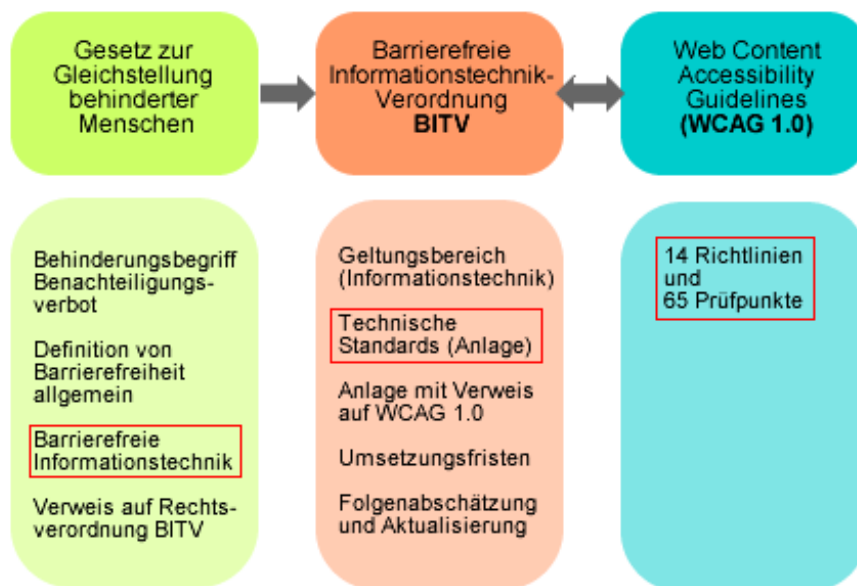 Gesetz zur
Gleichstellung
behinderter
Menschen
Barrierefreie
Informationstechnik-
Verordnung
BITV
Web Content
Accessibility
Guidelines
(WCAG 1.0)
Behinderungsbegriff
Benachteiligungs-
verbot
Definition von
Barrierefreiheit
allgemein
Barrierefreie
Informationstechnik
Verweis auf Rechts-
verordnung BITV
Geltungsbereich
(Informationstechnik)
Technische
Standards (Anlage)
Anlage mit Verweis
auf WCAG 1.0
Umsetzungsfristen
Folgenabschätzung
und Aktualisierung
14 Richtlinien
und
65 Prüfpunkte